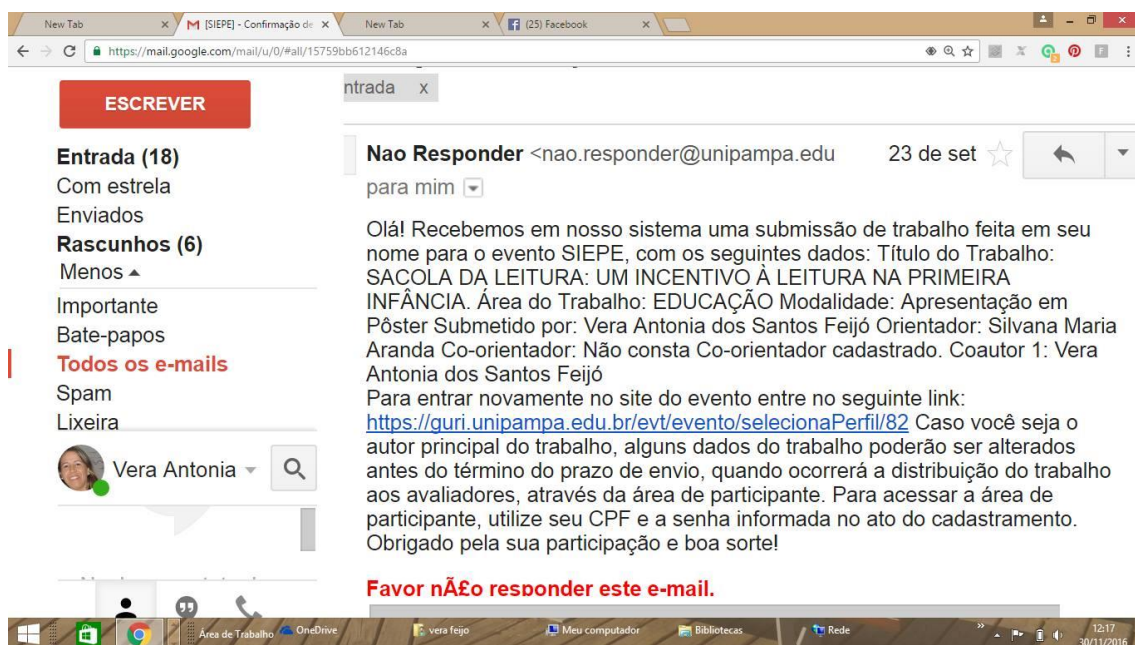 New Tab
[SIEPE] - Confirmação de
New Tab
(25) Facebook
https://mail.google.com/mail/u/0/#all/15759bb612146c8a
ntrada x
ESCREVER
Entrada (18)
Com estrela
Enviados
Rascunhos (6)
Menos
Importante
Bate-papos
Todos os e-mails
Spam
Lixeira
Vera Antonia
Nao Responder <nao.responder@unipampa.edu 23 de set
para mim
Olá! Recebemos em nosso sistema uma submissão de trabalho feita em seu
nome para o evento SIEPE, com os seguintes dados: Título do Trabalho:
SACOLA DA LEITURA: UM INCENTIVO À LEITURA NA PRIMEIRA
INFÂNCIA. Área do Trabalho: EDUCAÇÃO Modalidade: Apresentação em
Pôster Submetido por: Vera Antonia dos Santos Feijó Orientador: Silvana Maria
Aranda Co-orientador: Não consta Co-orientador cadastrado. Coautor 1: Vera
Antonia dos Santos Feijó
Para entrar novamente no site do evento entre no seguinte link:
https://guri.unipampa.edu.br/evt/evento/selecionaPerfil/82 Caso você seja o
autor principal do trabalho, alguns dados do trabalho poderão ser alterados
antes do término do prazo de envio, quando ocorrerá a distribuição do trabalho
aos avaliadores, através da área de participante. Para acessar a área de
participante, utilize seu CPF e a senha informada no ato do cadastramento.
Obrigado pela sua participação e boa sorte!
Favor nÃ£o responder este e-mail.
Área de Trabalho
OneDrive
vera feijo
Meu computador
Bibliotecas
Rede
12:17
30/11/2016